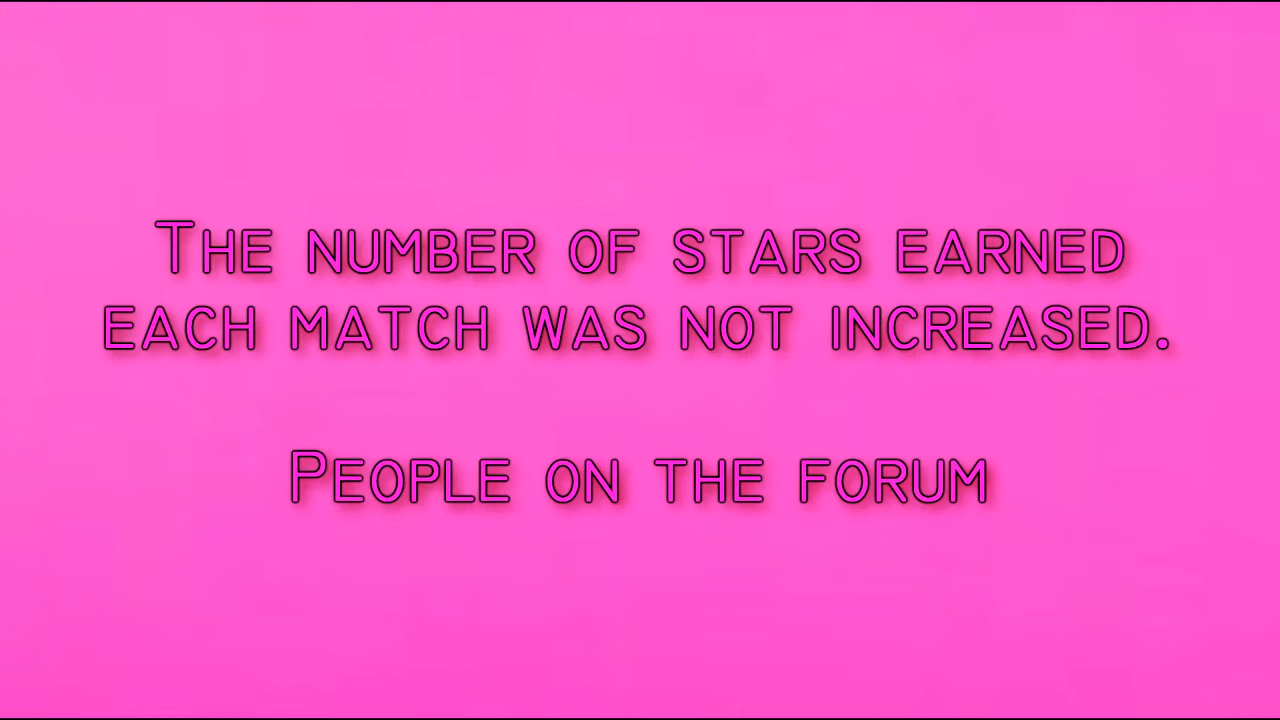 The number of stars earned
each match was not increased.
People on the forum